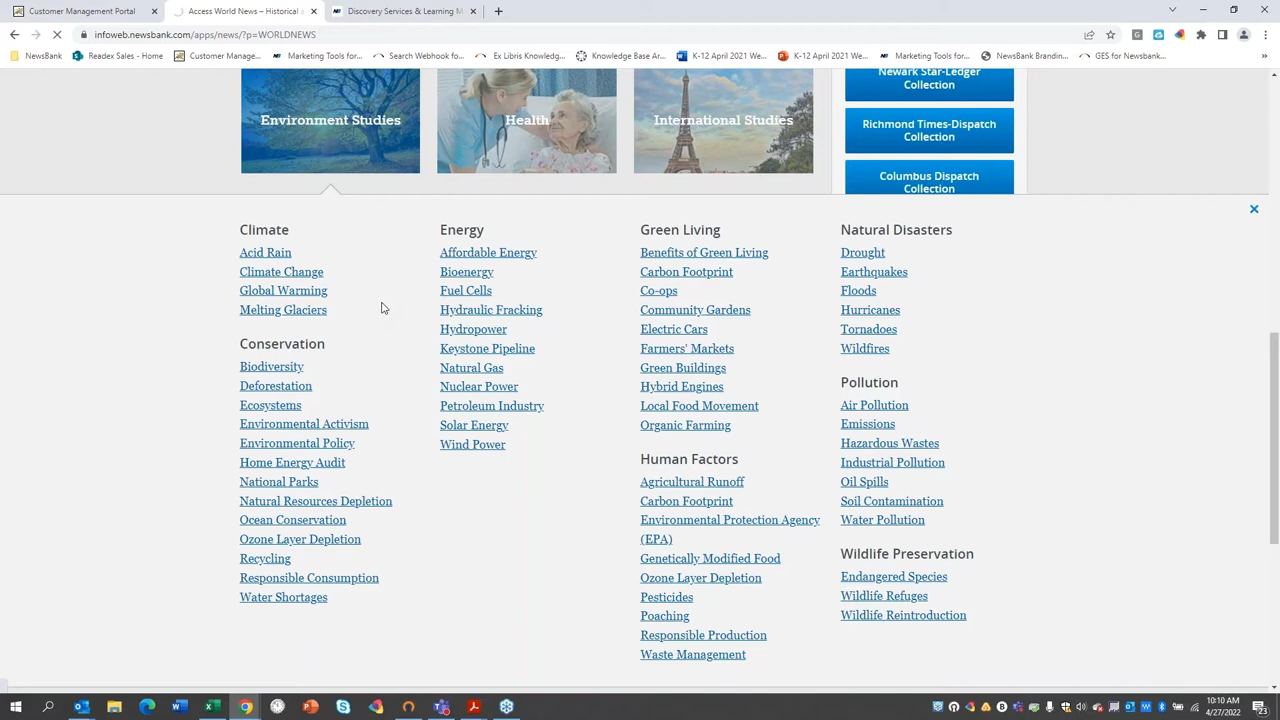 Customer Management Portal
Access World News – Historical a
Discovery Services & Learning M
infoweb.newsbank.com/apps/news/?p=WORLDNEWS
NewsBank
Readex Sales - Home
Customer Manage...
Marketing Tools for...
Search Webhook fo...
Ex Libris Knowledg...
Knowledge Base Ar...
K-12 April 2021 We...
K-12 April 2021 We...
Marketing Tools for...
NewsBank Brandin...
GES for Newsbank...
Environment Studies
Health
International Studies
Newark Star-Ledger
Collection
Richmond Times-Dispatch
Collection
Columbus Dispatch
Collection
Climate
Acid Rain
Climate Change
Global Warming
Melting Glaciers
Conservation
Biodiversity
Deforestation
Ecosystems
Environmental Activism
Environmental Policy
Home Energy Audit
National Parks
Natural Resources Depletion
Ocean Conservation
Ozone Layer Depletion
Recycling
Responsible Consumption
Water Shortages
Energy
Affordable Energy
Bioenergy
Fuel Cells
Hydraulic Fracking
Hydropower
Keystone Pipeline
Natural Gas
Nuclear Power
Petroleum Industry
Solar Energy
Wind Power
Green Living
Benefits of Green Living
Carbon Footprint
Co-ops
Community Gardens
Electric Cars
Farmers' Markets
Green Buildings
Hybrid Engines
Local Food Movement
Organic Farming
Human Factors
Agricultural Runoff
Carbon Footprint
Environmental Protection Agency
(EPA)
Genetically Modified Food
Ozone Layer Depletion
Pesticides
Poaching
Responsible Production
Waste Management
Natural Disasters
Drought
Earthquakes
Floods
Hurricanes
Tornadoes
Wildfires
Pollution
Air Pollution
Emissions
Hazardous Wastes
Industrial Pollution
Oil Spills
Soil Contamination
Water Pollution
Wildlife Preservation
Endangered Species
Wildlife Refuges
Wildlife Reintroduction
10:10 AM
4/27/2022
23